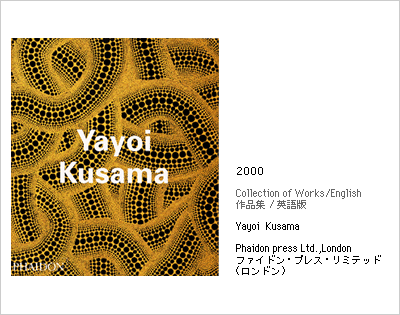 Yayoi
Kusama
PHAIDON
2000
Collection of Works/English
作品集 / 英語版
Yayoi Kusama
Phaidon press Ltd.,London
ファイドン・プレス・リミテッド
(ロンドン)